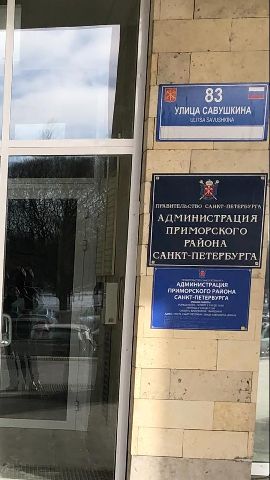 83
УЛИЦА САВУШКИНА
ULITSA SAVUSHKINA
ПРАВИТЕЛЬСТВО САНКТ-ПЕТЕРБУРГА
АДМИНИСТРАЦИЯ
ПРИМОРСКОГО
РАЙОНА
САНКТ-ПЕТЕРБУРГА
АДМИНИСТРАЦИЯ
ПРИМОРСКОГО РАЙОНА
САНКТ-ПЕТЕРБУРГА